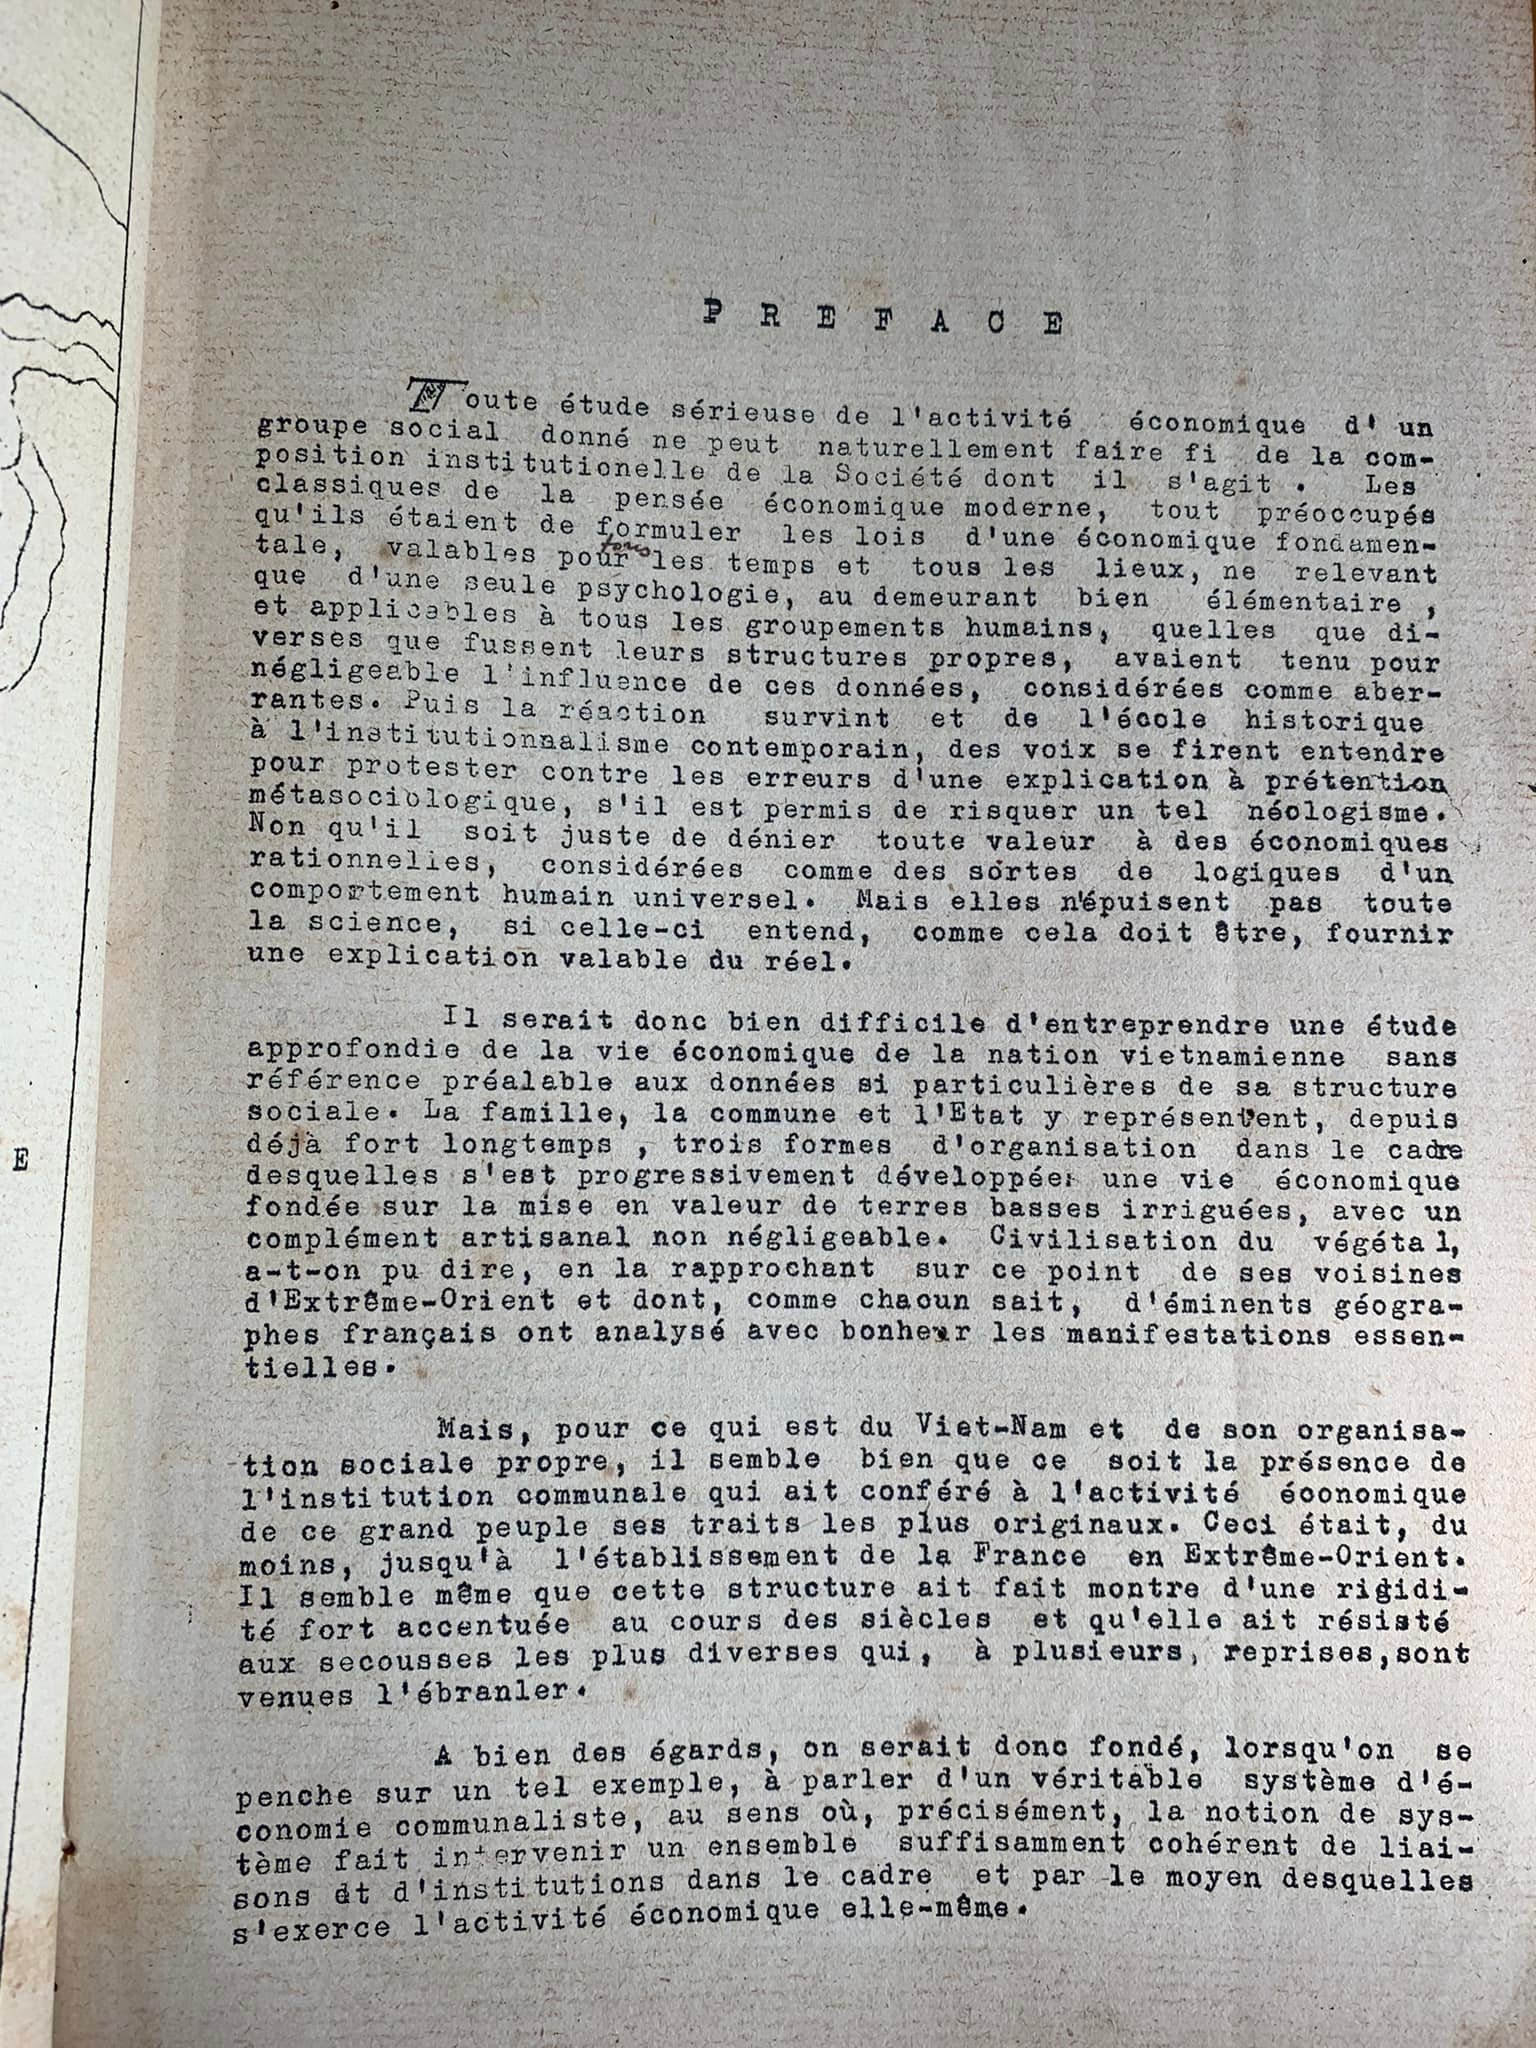 P R E F A C E
Toute étude sérieuse de l'activité économique d' un
groupe social donné ne peut naturellement faire fi de la com-
position institutionelle de la Société dont il s'agit . Les
classiques de la pensée économique moderne, tout préoccupés
qu'ils étaient de formuler les lois d'une économique fondamen-
tale, valables pour tous les temps et tous les lieux, ne relevant
que d'une seule psychologie, au demeurant bien élémentaire ,
et applicables à tous les groupements humains, quelles que di-
verses que fussent leurs structures propres, avaient tenu pour
négligeable l'influence de ces données, considérées comme aber-
rantes. Puis la réaction survint et de l'école historique
à l'institutionnalisme contemporain, des voix se firent entendre
pour protester contre les erreurs d'une explication à prétention
métasociologique, s'il est permis de risquer un tel néologisme.
Non qu'il soit juste de dénier toute valeur à des économiques
rationnelles, considérées comme des sortes de logiques d'un
comportement humain universel. Mais elles n'épuisent pas toute
la science, si celle-ci entend, comme cela doit être, fournir
une explication valable du réel.
Il serait donc bien difficile d'entreprendre une étude
approfondie de la vie économique de la nation vietnamienne sans
référence préalable aux données si particulières de sa structure
sociale. La famille, la commune et l'Etat y représentent, depuis
déjà fort longtemps , trois formes d'organisation dans le cadre
desquelles s'est progressivement développée une vie économique
fondée sur la mise en valeur de terres basses irriguées, avec un
complément artisanal non négligeable. Civilisation du végéta l,
a-t-on pu dire, en la rapprochant sur ce point de ses voisines
d'Extrême-Orient et dont, comme chacun sait, d'éminents géogra-
E
phes français ont analysé avec bonheur les manifestations essen-
tielles.
Mais, pour ce qui est du Viet-Nam et de son organisa-
tion sociale propre, il semble bien que ce soit la présence de
l'institution communale qui ait conféré à l'activité économique
de ce grand peuple ses traits les plus originaux. Ceci était, du
moins, jusqu'à l'établissement de la France en Extrême-Orient.
Il semble même que cette structure ait fait montre d'une rigidi-
té fort accentuée au cours des siècles et qu'elle ait résisté
aux secousses les plus diverses qui, à plusieurs, reprises,sont
venues l'ébranler.
A bien des égards, on serait donc fondé, lorsqu'on se
penche sur un tel exemple, à parler d'un véritable système d'é-
conomie communaliste, au sens où, précisément, la notion de sys-
tème fait intervenir un ensemble suffisamment cohérent de liai-
sons et d'institutions dans le cadre et par le moyen desquelles
s'exerce l'activité économique elle-même.